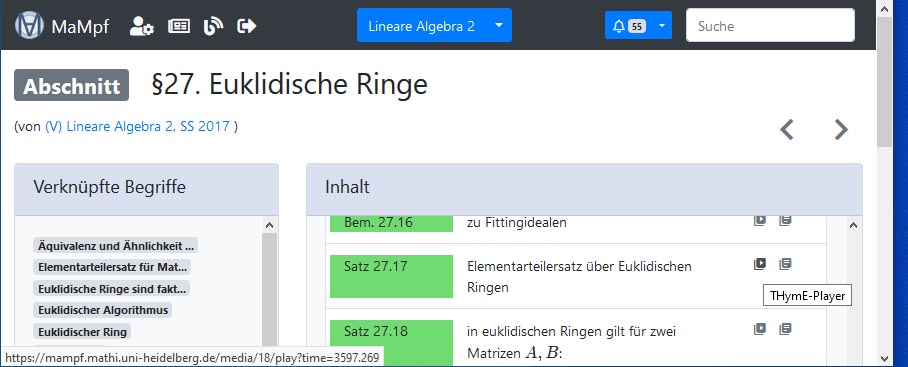 MaMpf
Lineare Algebra 2
55
Suche
Abschnitt
§27. Euklidische Ringe
(von (V) Lineare Algebra 2, SS 2017 )
Verknüpfte Begriffe
Äquivalenz und Ähnlichkeit ...
Elementarteilersatz für Mat...
Euklidische Ringe sind fakt...
Euklidischer Algorithmus
Euklidischer Ring
Inhalt
Bem. 27.16
zu Fittingidealen
Satz 27.17
Elementarteilersatz über Euklidischen
Ringen
THymE-Player
Satz 27.18
in euklidischen Ringen gilt für zwei
Matrizen A, B:
https://mampf.mathi.uni-heidelberg.de/media/18/play?time=3597.269